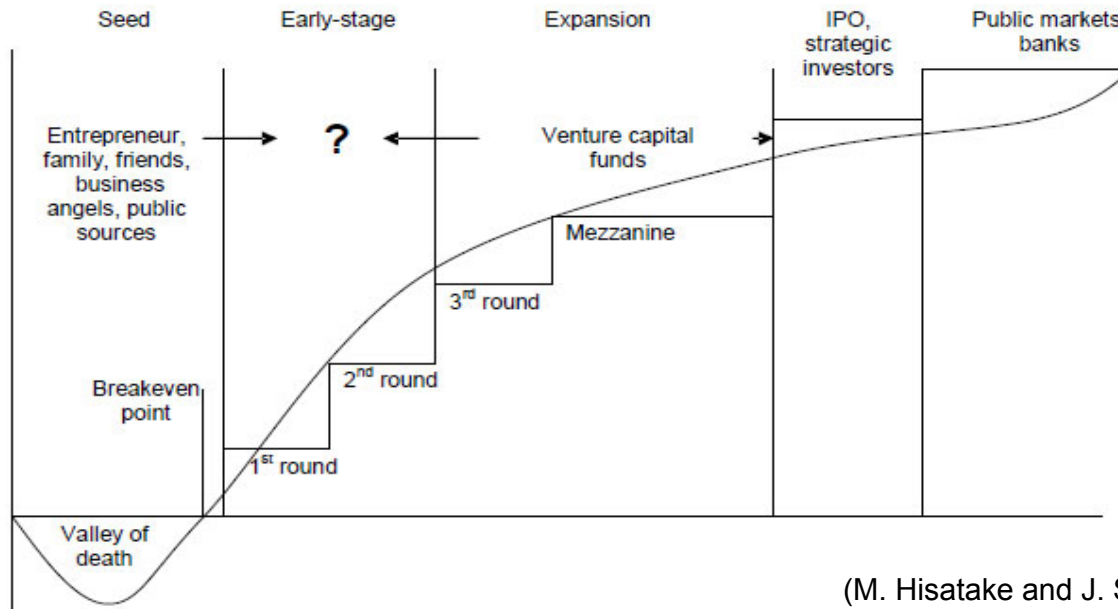 Seed
Early-stage
Expansion
IPO,
strategic
investors
Public markets
banks
Entrepreneur,
family, friends,
business
angels, public
sources
?
Venture capital
funds
Mezzanine
3rd round
2nd round
Breakeven
point
1st round
Valley of
death
(M. Hisatake and J.